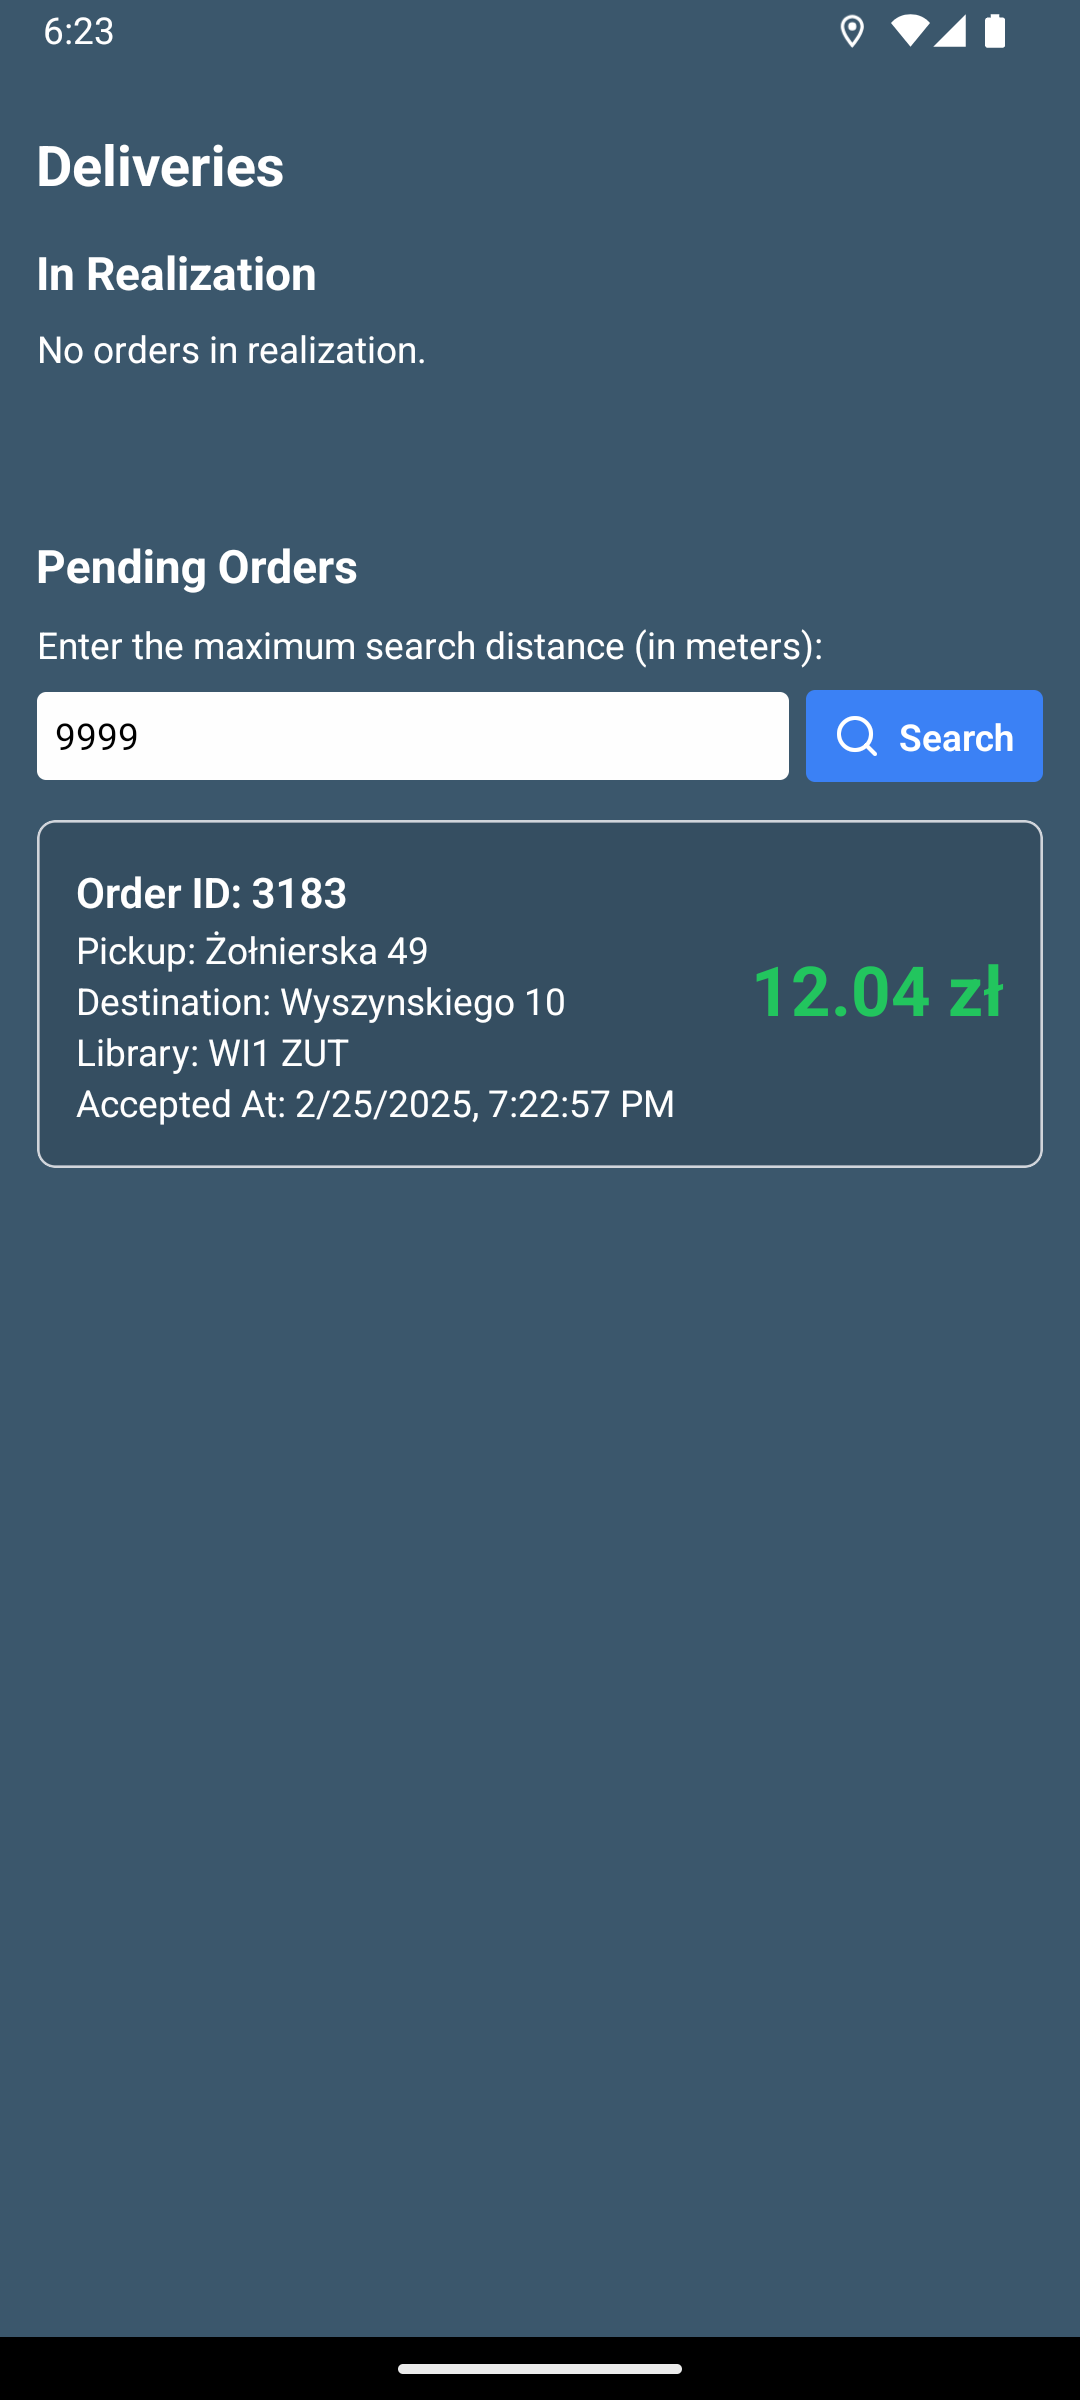 6:23
Deliveries
In Realization
No orders in realization.
Pending Orders
Enter the maximum search distance (in meters):
9999
Search
Order ID: 3183
Pickup: Żołnierska 49
Destination: Wyszynskiego 10
Library: WI1 ZUT
Accepted At: 2/25/2025, 7:22:57 PM
12.04 zł